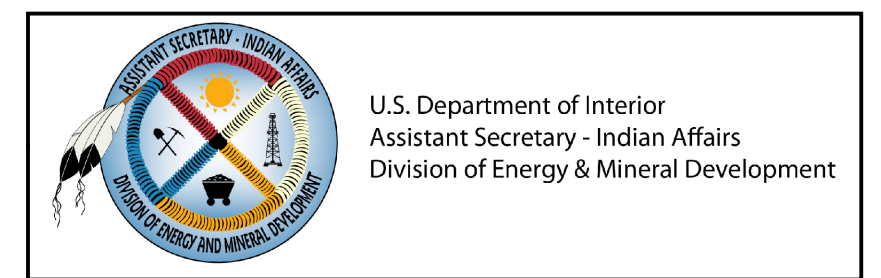 ASSISTANT SECRETARY - INDIAN AFFAIRS
DIVISION OF ENERGY AND MINERAL DEVELOPMENT
U.S. Department of Interior
Assistant Secretary - Indian Affairs
Division of Energy & Mineral Development